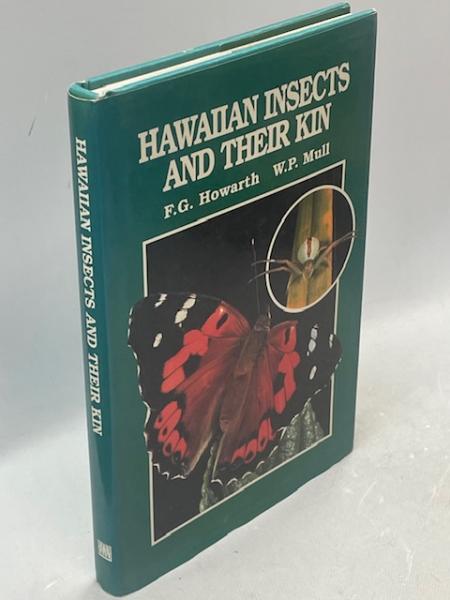 HAWAIIAN INSECTS
AND THEIR KIN
F.G. Howarth W.P. Mull
HAWAIIAN INSECTS AND THEIR KIN